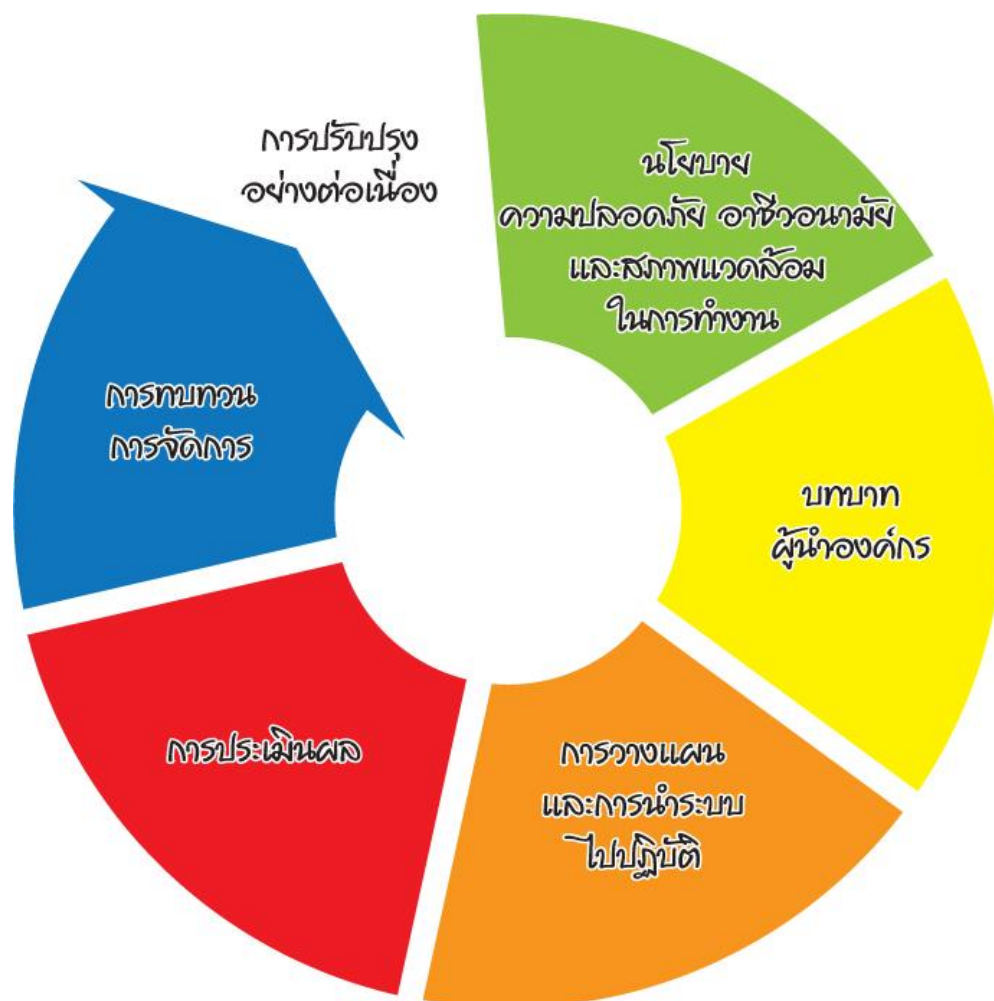 การปรับปรุง
อย่างต่อเนื่อง
นโยบาย
ความปลอดภัย อาชีวอนามัย
และสภาพแวดล้อม
ในการทำงาน
บทบาท
ผู้นำองค์กร
การวางแผน
และการนำระบบ
ไปปฏิบัติ
การประเมินผล
การทบทวน
การจัดการ